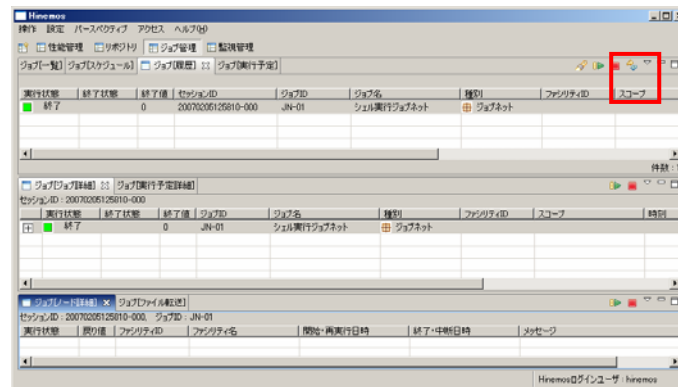 Hinemos
操作 設定 パースペクティブ アクセス ヘルプ(H)
性能管理 リポジトリ ジョブ管理 監視管理
ジョブ[一覧] ジョブ[スケジュール] ジョブ[履歴] ジョブ[実行予定]
実行状態 終了状態 終了値 セッションID ジョブID ジョブ名 種別 ファシリティID スコープ
終了 0 20070205125810-000 JN-01 シェル実行ジョブネット ジョブネット
件数:
ジョブ[ジョブ詳細] ジョブ[実行予定詳細]
セッションID:20070205125810-000
実行状態 終了状態 終了値 ジョブID ジョブ名 種別 ファシリティID スコープ 時刻
終了 0 JN-01 シェル実行ジョブネット ジョブネット
ジョブ[ノード詳細] ジョブ[ファイル転送]
セッションID:20070205125810-000, ジョブID:JN-01
実行状態 戻り値 ファシリティID ファシリティ名 開始・再実行日時 終了・中断日時 メッセージ
Hinemosログインユーザ:hinemos